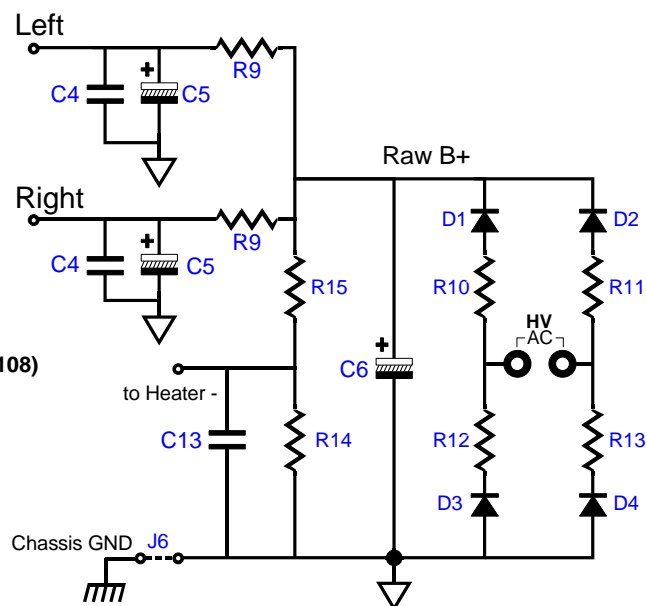 Left
R9
C4
C5
Raw B+
Right
D1
D2
R9
C4
C5
R15
R10
R11
HV
AC
108)
C6
to Heater -
C13
R14
R12
R13
D3
D4
Chassis GND
J6